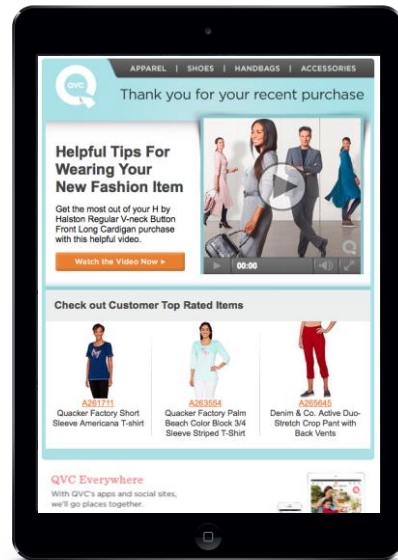 APPAREL | SHOES | HANDBAGS | ACCESSORIES
QVC
Thank you for your recent purchase
Helpful Tips For
Wearing Your
New Fashion Item
Get the most out of your H by
Halston Regular V-neck Button
Front Long Cardigan purchase
with this helpful video.
Watch the Video Now ▸
00:00
Check out Customer Top Rated Items
A261711
Quacker Factory Short
Sleeve Americana T-shirt
A263554
Quacker Factory Palm
Beach Color Block 3/4
Sleeve Striped T-Shirt
A265645
Denim & Co. Active Duo-
Stretch Crop Pant with
Back Vents
QVC Everywhere
With QVC's apps and social sites,
we'll go places together.